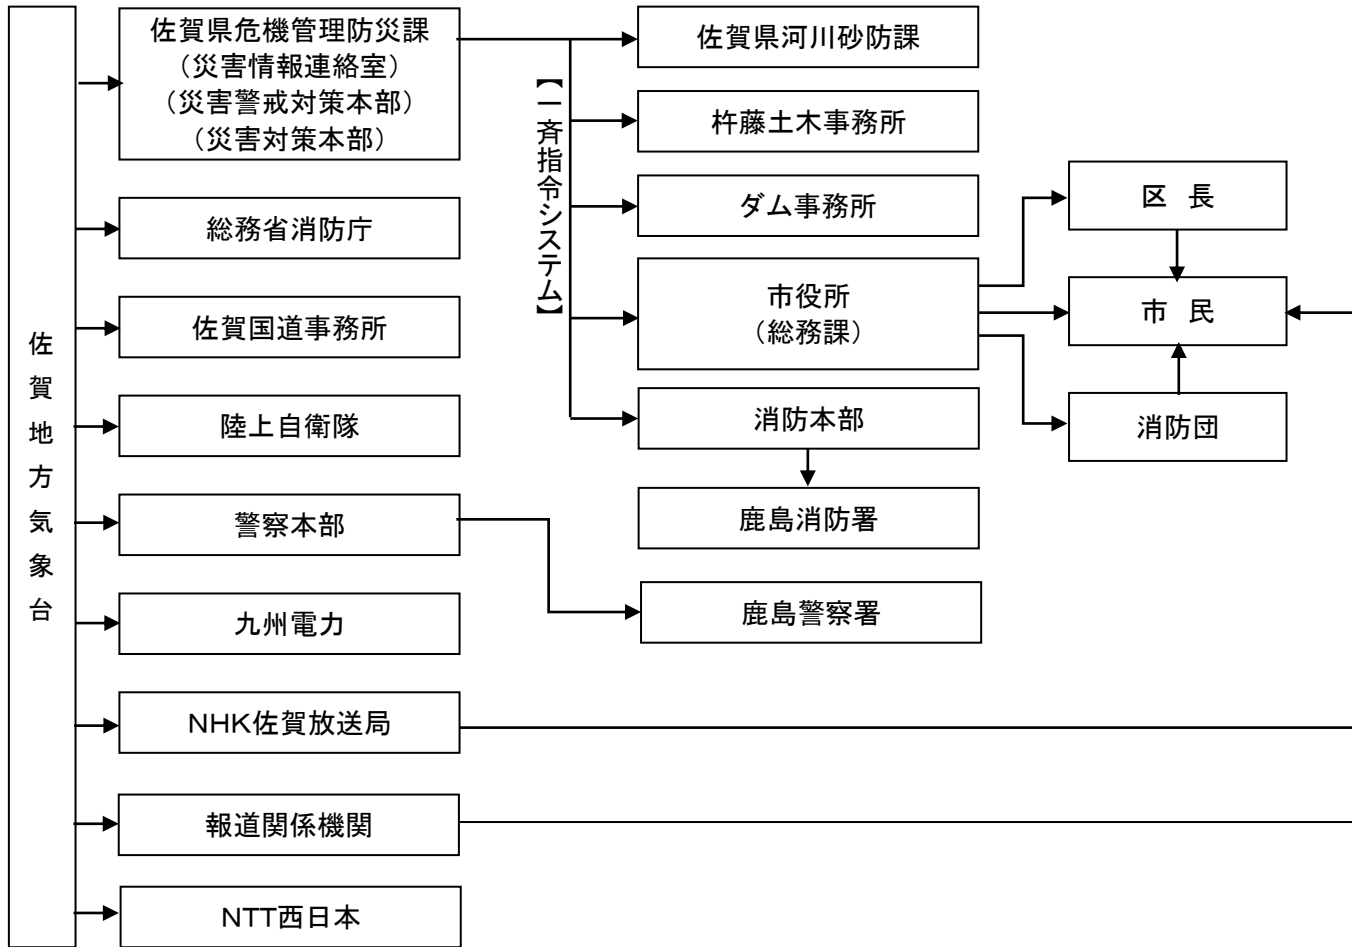 佐賀地方気象台
佐賀県危機管理防災課
（災害情報連絡室）
（災害警戒対策本部）
（災害対策本部）
総務省消防庁
佐賀国道事務所
陸上自衛隊
警察本部
九州電力
NHK佐賀放送局
報道関係機関
NTT西日本
【一斉指令システム】
佐賀県河川砂防課
杵藤土木事務所
ダム事務所
市役所
（総務課）
消防本部
鹿島消防署
鹿島警察署
区 長
市 民
消防団